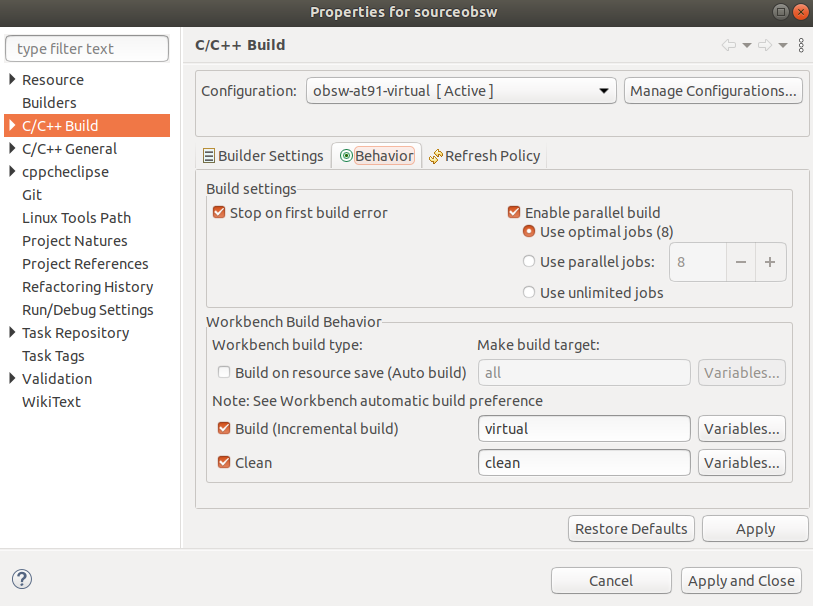 Properties for sourceobsw
type filter text
Resource
Builders
C/C++ Build
C/C++ General
cppcheclipse
Git
Linux Tools Path
Project Natures
Project References
Refactoring History
Run/Debug Settings
Task Repository
Task Tags
Validation
WikiText
C/C++ Build
Configuration: obsw-at91-virtual [ Active ] Manage Configurations...
Builder Settings Behavior Refresh Policy
Build settings
Stop on first build error Enable parallel build
Use optimal jobs (8)
Use parallel jobs: 8 − +
Use unlimited jobs
Workbench Build Behavior
Workbench build type: Make build target:
Build on resource save (Auto build) all Variables...
Note: See Workbench automatic build preference
Build (Incremental build) virtual Variables...
Clean clean Variables...
Restore Defaults Apply
? Cancel Apply and Close